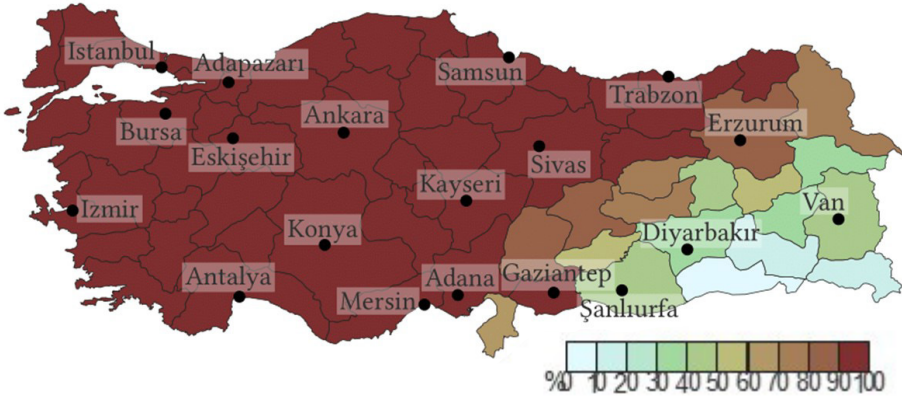 Istanbul
Adapazarı
Samsun
Trabzon
Bursa
Ankara
Erzurum
Eskişehir
Sivas
Kayseri
Izmir
Van
Konya
Diyarbakır
Antalya
Adana
Gaziantep
Mersin
Şanlıurfa
%0 10 20 30 40 50 60 70 80 90 100